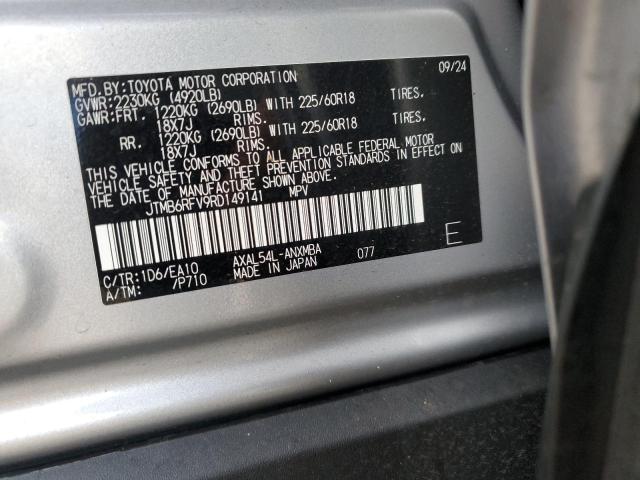 MFD. BY: TOYOTA MOTOR CORPORATION 09/24
GVWR: 2230KG (4920LB)
GAWR: FRT. 1220KG (2690LB) WITH 225/60R18 TIRES,
18X7J RIMS.
RR. 1220KG (2690LB) WITH 225/60R18 TIRES,
18X7J RIMS.
THIS VEHICLE CONFORMS TO ALL APPLICABLE FEDERAL MOTOR
VEHICLE SAFETY AND THEFT PREVENTION STANDARDS IN EFFECT ON
THE DATE OF MANUFACTURE SHOWN ABOVE.
JTMB6RFV9RD149141 MPV
C/TR: 1D6/EA10 AXAL54L-ANXMBA 077 E
A/TM: /P710 MADE IN JAPAN